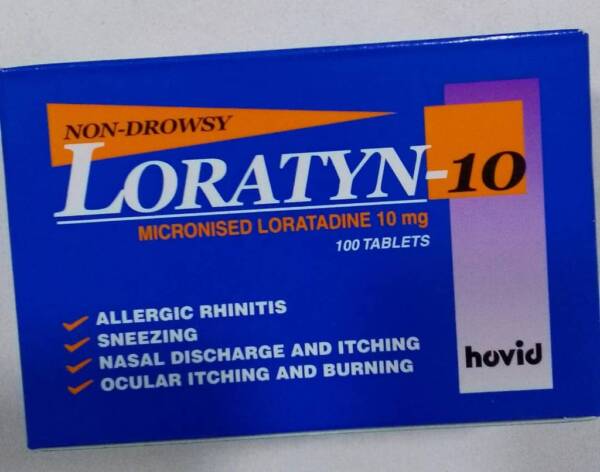 NON-DROWSY
LORATYN-10
MICRONISED LORATADINE 10 mg
100 TABLETS
ALLERGIC RHINITIS
SNEEZING
NASAL DISCHARGE AND ITCHING
OCULAR ITCHING AND BURNING
hovid